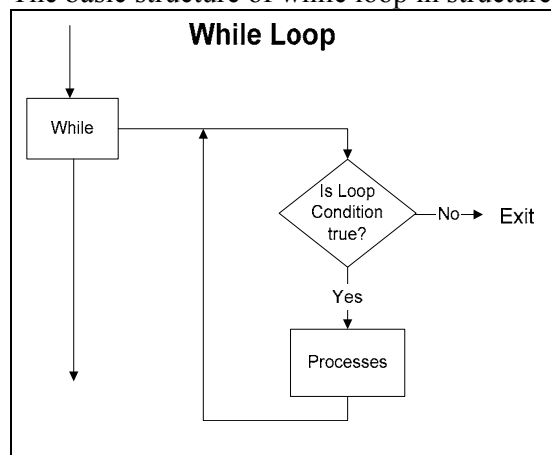 The basic structure of while loop in structure
While Loop
While
Is Loop
Condition
true?
No
Exit
Yes
Processes